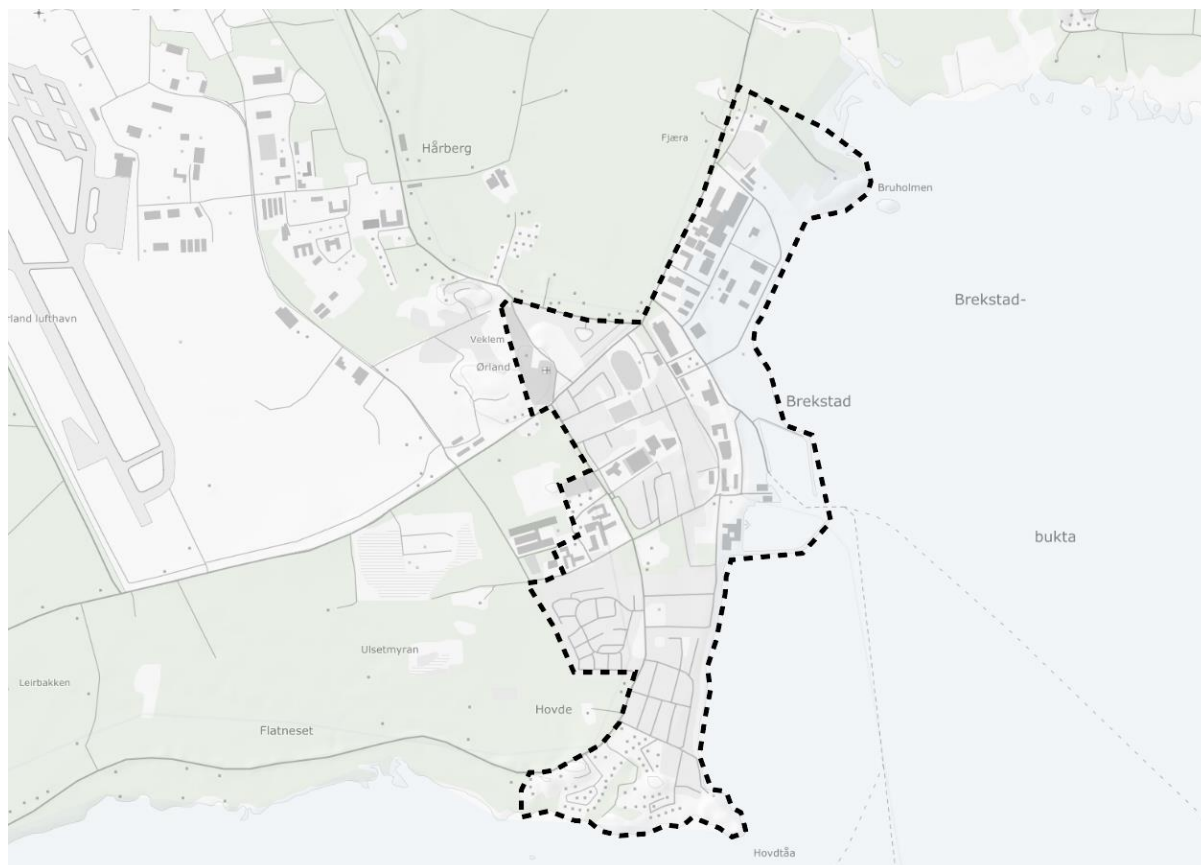 Fjæra
Hårberg
Bruholmen
Brekstad-
rland lufthavn
Veklem
Ørland
Brekstad
bukta
Ulsetmyran
Leirbakken
Hovde
Flatneset
Hovdtåa